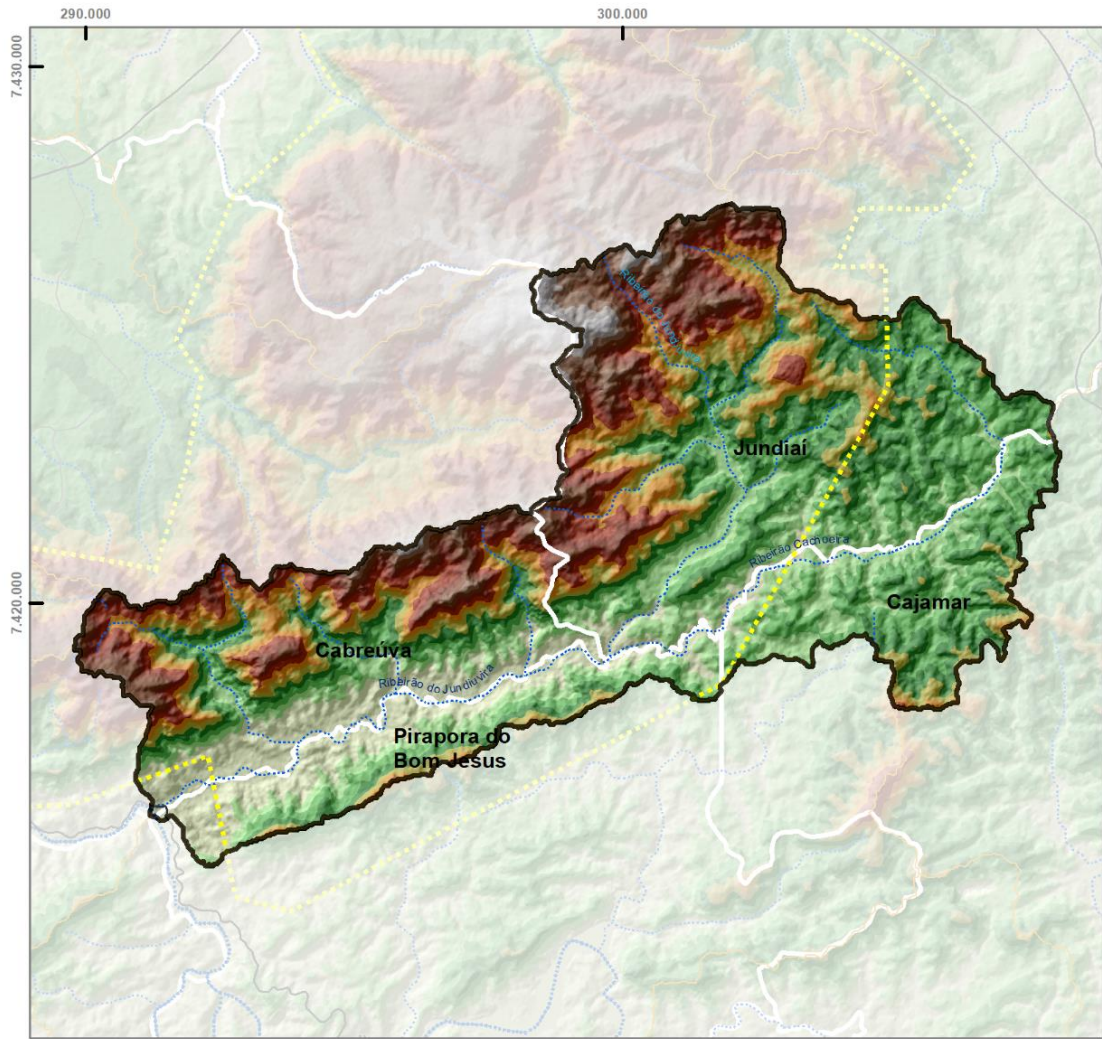 290.000
300.000
7.430.000
Ribeirão
Jundiaí
Ribeirão Cachoeira
7.420.000
Cajamar
Cabreúva
Ribeirão do Jundiuvira
Pirapora do
Bom Jesus